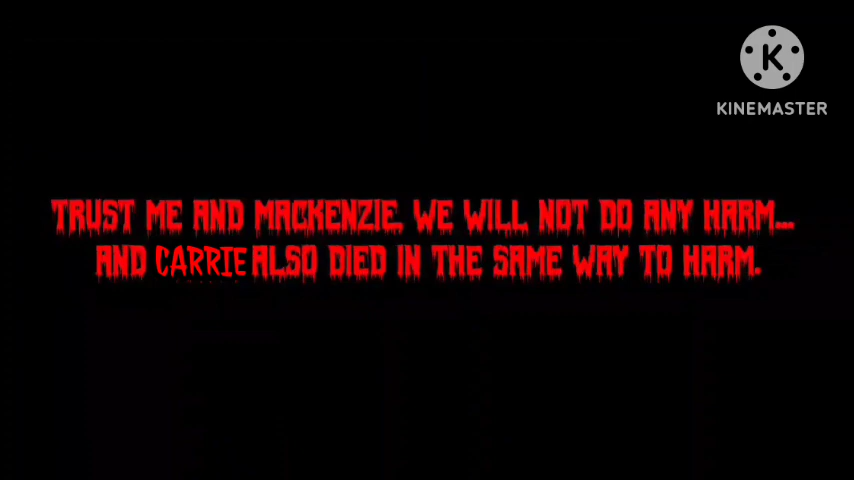 K
KINEMASTER
TRUST ME AND MACKENZIE, WE WILL NOT DO ANY HARM...
AND CARRIE ALSO DIED IN THE SAME WAY TO HARM.